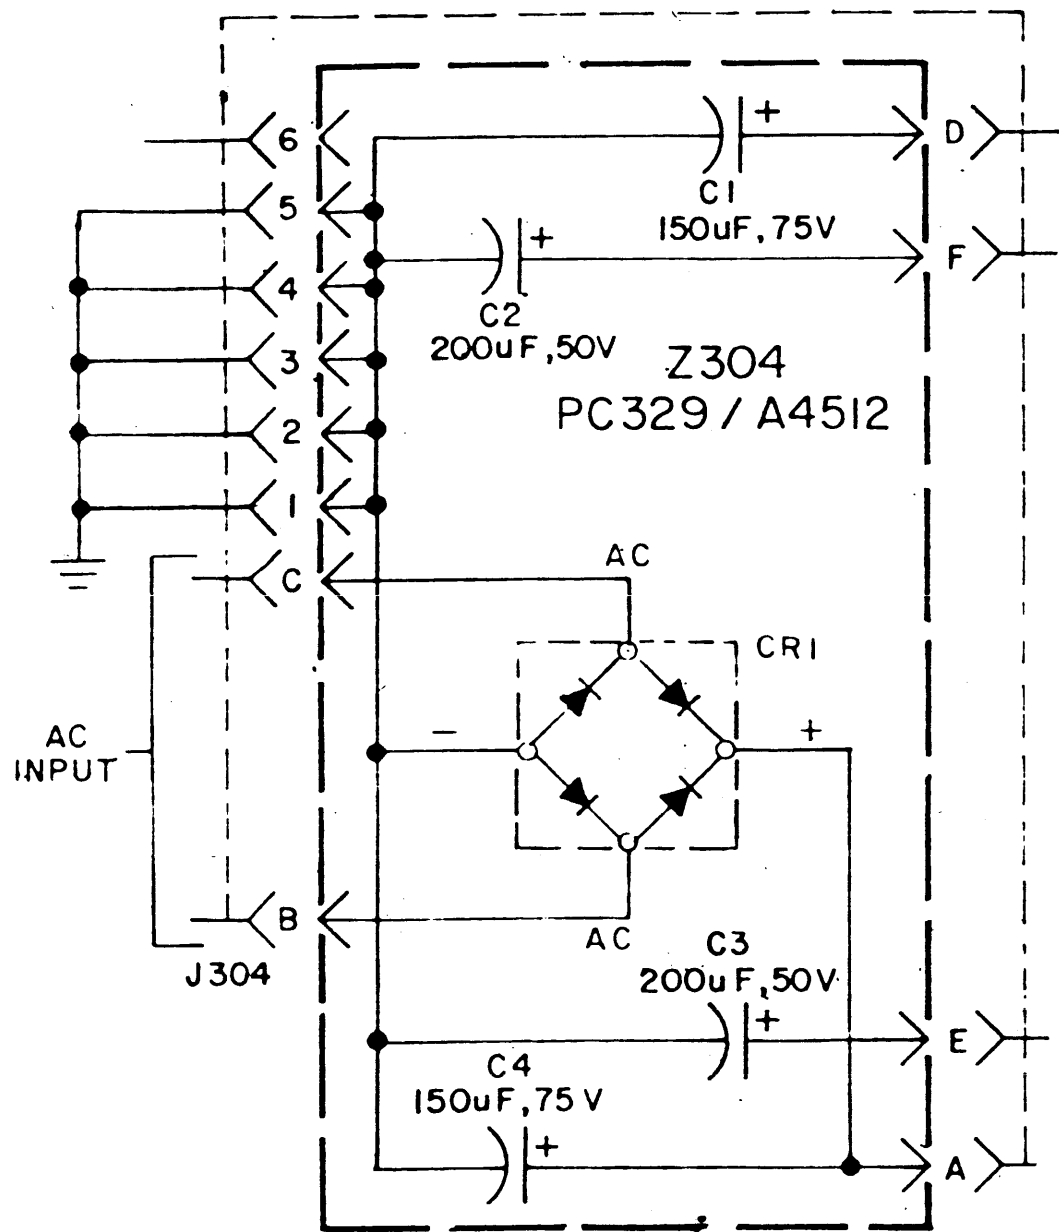 6
+
D
5
C1
150uF, 75V
+
F
4
C2
200uF, 50V
3
Z304
PC329 / A4512
2
1
AC
C
CR1
AC
INPUT
-
+
B
AC
J304
C3
200uF, 50V
+
E
C4
150uF, 75V
+
A